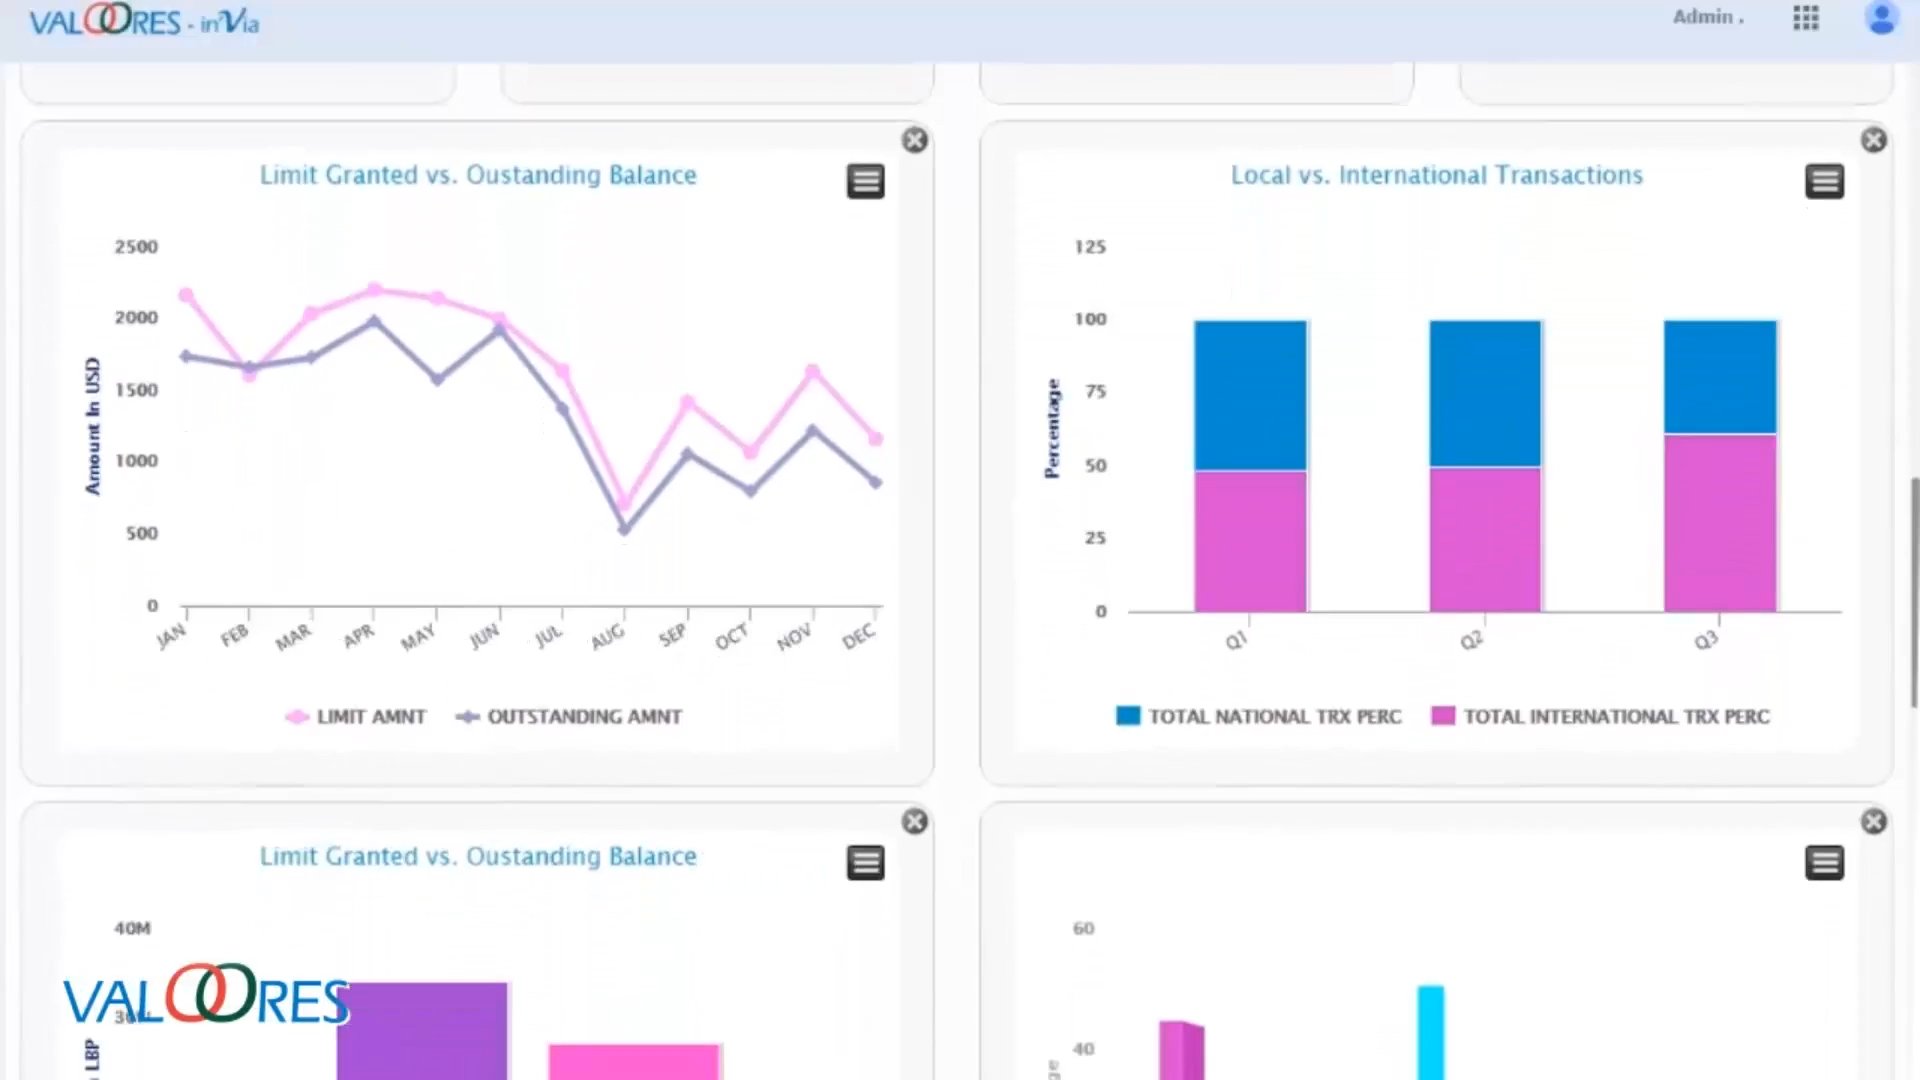 VALOORES - in'Via
Admin .
Limit Granted vs. Oustanding Balance
2500
2000
1500
1000
500
0
Amount In USD
JAN FEB MAR APR MAY JUN JUL AUG SEP OCT NOV DEC
LIMIT AMNT OUTSTANDING AMNT
Local vs. International Transactions
125
100
75
50
25
0
Percentage
Q1 Q2 Q3
TOTAL NATIONAL TRX PERC TOTAL INTERNATIONAL TRX PERC
Limit Granted vs. Oustanding Balance
40M
LBP
VALOORES
60
40